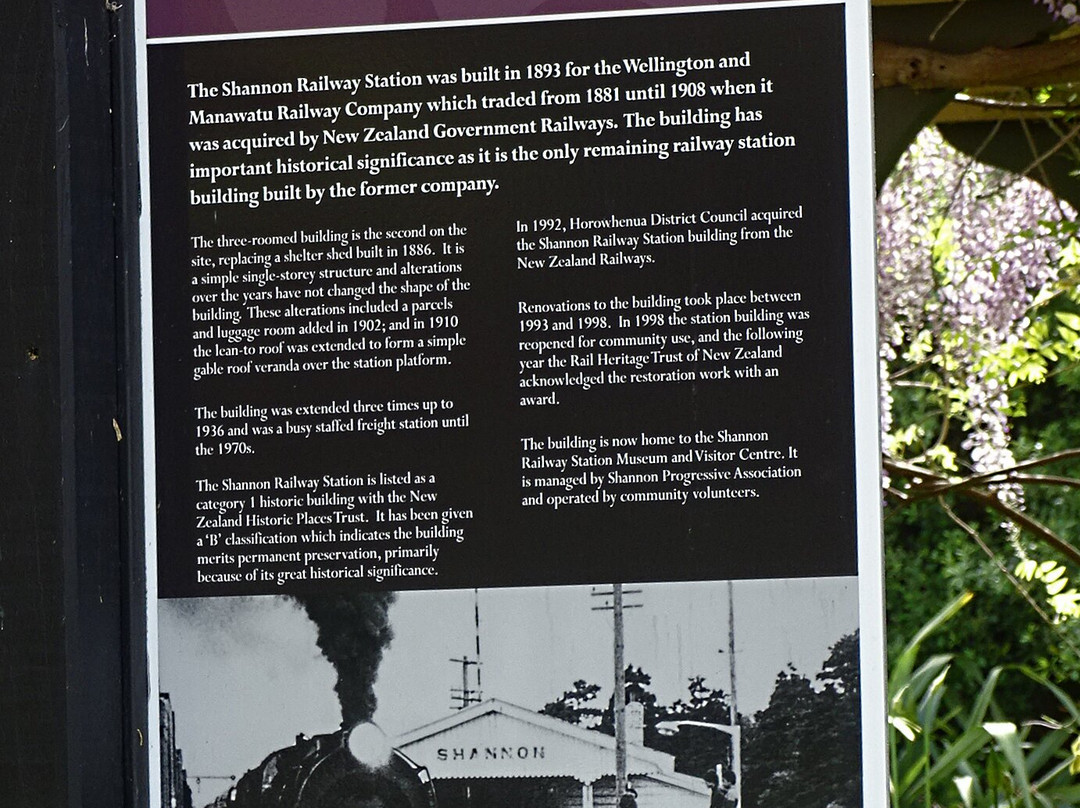 The Shannon Railway Station was built in 1893 for the Wellington and
Manawatu Railway Company which traded from 1881 until 1908 when it
was acquired by New Zealand Government Railways. The building has
important historical significance as it is the only remaining railway station
building built by the former company.
The three-roomed building is the second on the
site, replacing a shelter shed built in 1886. It is
a simple single-storey structure and alterations
over the years have not changed the shape of the
building. These alterations included a parcels
and luggage room added in 1902; and in 1910
the lean-to roof was extended to form a simple
gable roof veranda over the station platform.
The building was extended three times up to
1936 and was a busy staffed freight station until
the 1970s.
The Shannon Railway Station is listed as a
category 1 historic building with the New
Zealand Historic Places Trust. It has been given
a 'B' classification which indicates the building
merits permanent preservation, primarily
because of its great historical significance.
In 1992, Horowhenua District Council acquired
the Shannon Railway Station building from the
New Zealand Railways.
Renovations to the building took place between
1993 and 1998. In 1998 the station building was
reopened for community use, and the following
year the Rail Heritage Trust of New Zealand
acknowledged the restoration work with an
award.
The building is now home to the Shannon
Railway Station Museum and Visitor Centre. It
is managed by Shannon Progressive Association
and operated by community volunteers.
SHANNON